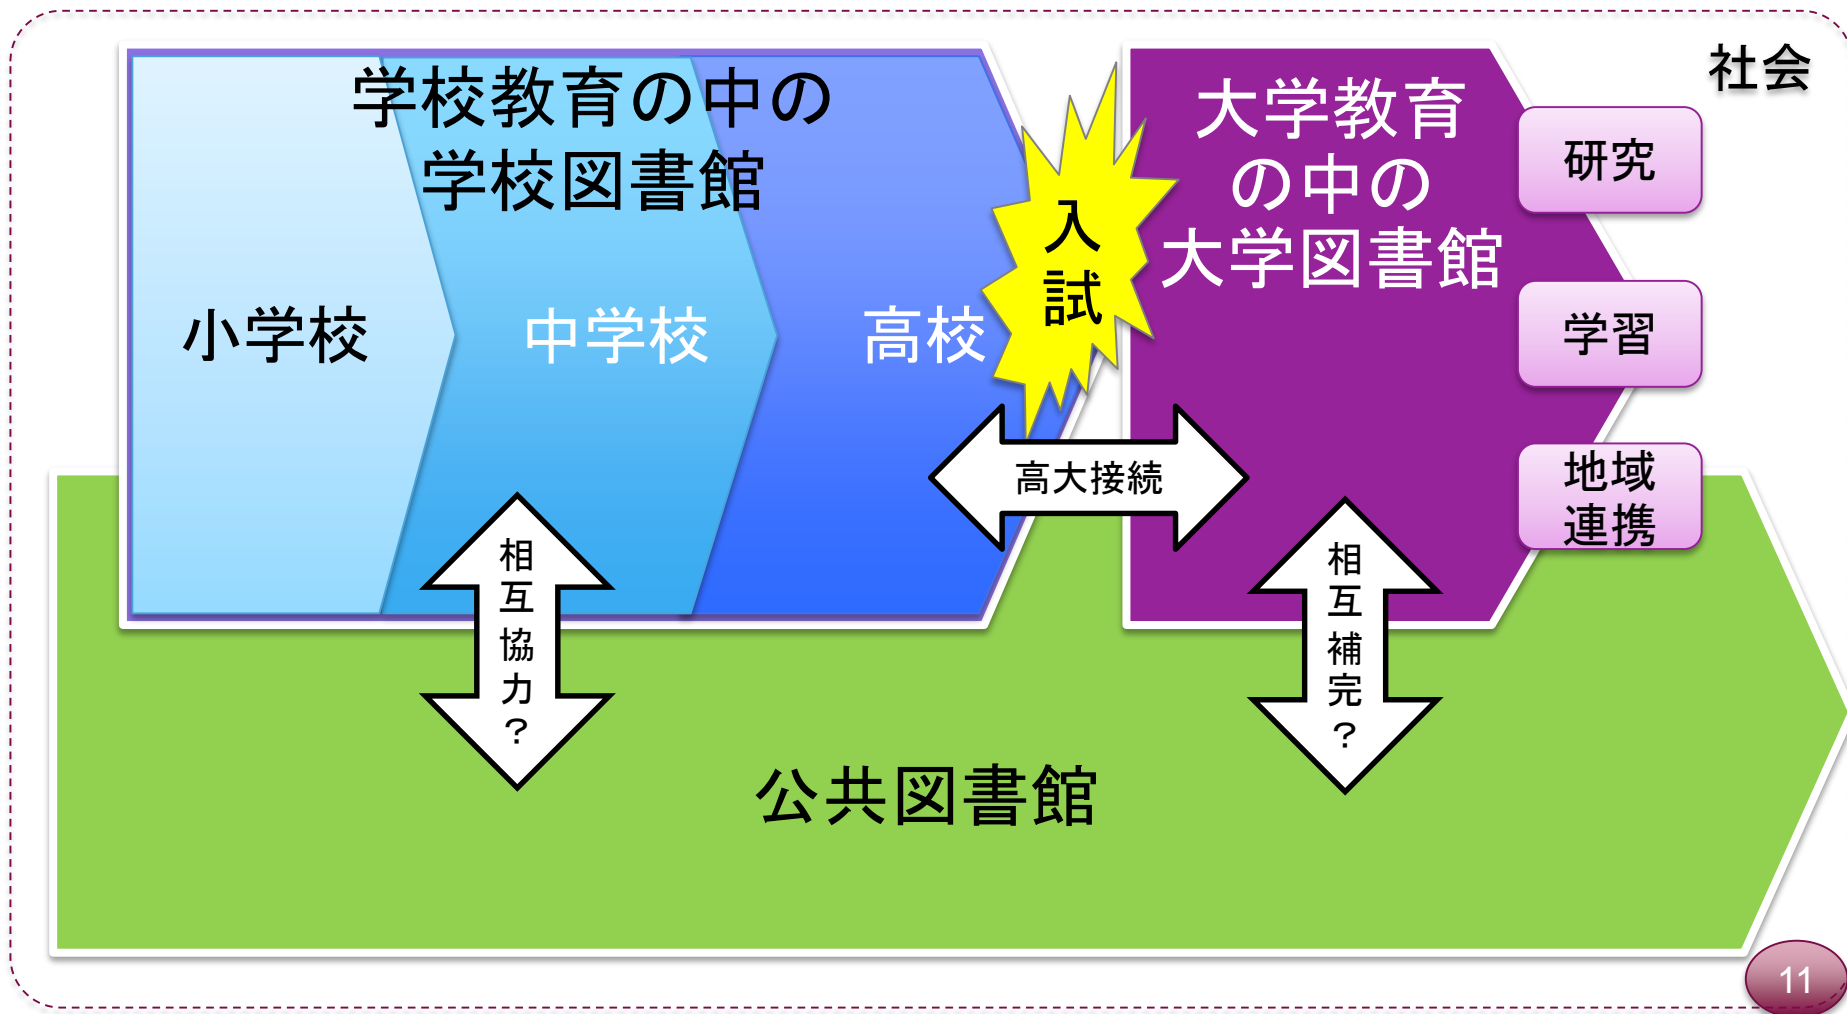 学校教育の中の
学校図書館
小学校
中学校
高校
入
試
大学教育
の中の
大学図書館
社会
研究
学習
地域
連携
高大接続
相互協力？
相互補完？
公共図書館
11